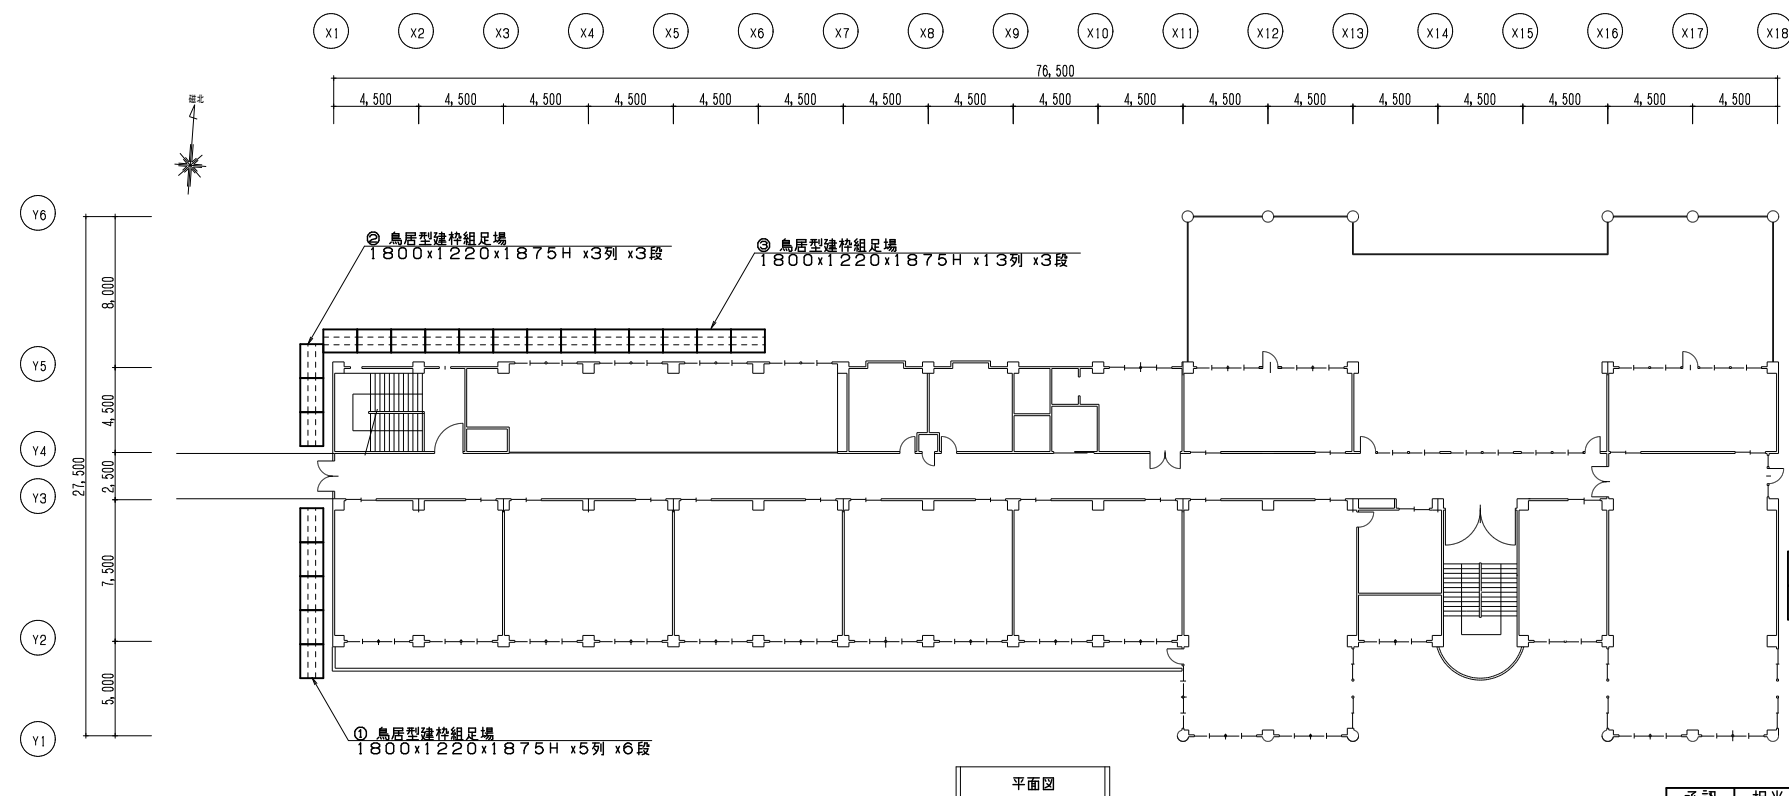 X1 X2 X3 X4 X5 X6 X7 X8 X9 X10 X11 X12 X13 X14 X15 X16 X17 X18
76,500
4,500 4,500 4,500 4,500 4,500 4,500 4,500 4,500 4,500 4,500 4,500 4,500 4,500 4,500 4,500 4,500 4,500
磁北
Y6
② 鳥居型建枠組足場
1800x1220x1875H x3列 x3段
③ 鳥居型建枠組足場
1800x1220x1875H x13列 x3段
8,000
Y5
4,500
Y4
27,500
2,500
Y3
7,500
Y2
5,000
Y1
① 鳥居型建枠組足場
1800x1220x1875H x5列 x6段
平面図
承認 担当